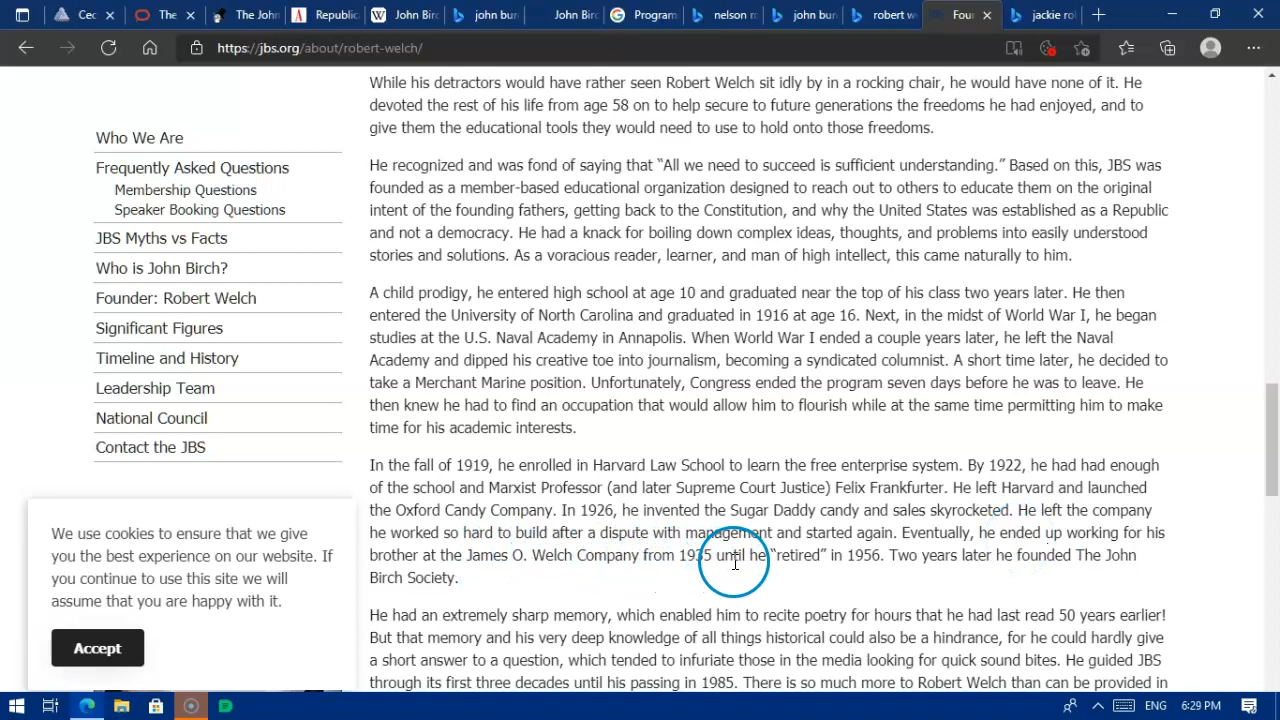 Cec
The
The John
Republic
John Bir
john bur
John Birc
Program
nelson ro
john bur
robert w
Four
jackie rol
https://jbs.org/about/robert-welch/
While his detractors would have rather seen Robert Welch sit idly by in a rocking chair, he would have none of it. He
devoted the rest of his life from age 58 on to help secure to future generations the freedoms he had enjoyed, and to
give them the educational tools they would need to use to hold onto those freedoms.
Who We Are
Frequently Asked Questions
Membership Questions
Speaker Booking Questions
JBS Myths vs Facts
Who is John Birch?
Founder: Robert Welch
Significant Figures
Timeline and History
Leadership Team
National Council
Contact the JBS
He recognized and was fond of saying that “All we need to succeed is sufficient understanding.” Based on this, JBS was
founded as a member-based educational organization designed to reach out to others to educate them on the original
intent of the founding fathers, getting back to the Constitution, and why the United States was established as a Republic
and not a democracy. He had a knack for boiling down complex ideas, thoughts, and problems into easily understood
stories and solutions. As a voracious reader, learner, and man of high intellect, this came naturally to him.
A child prodigy, he entered high school at age 10 and graduated near the top of his class two years later. He then
entered the University of North Carolina and graduated in 1916 at age 16. Next, in the midst of World War I, he began
studies at the U.S. Naval Academy in Annapolis. When World War I ended a couple years later, he left the Naval
Academy and dipped his creative toe into journalism, becoming a syndicated columnist. A short time later, he decided to
take a Merchant Marine position. Unfortunately, Congress ended the program seven days before he was to leave. He
then knew he had to find an occupation that would allow him to flourish while at the same time permitting him to make
time for his academic interests.
In the fall of 1919, he enrolled in Harvard Law School to learn the free enterprise system. By 1922, he had had enough
of the school and Marxist Professor (and later Supreme Court Justice) Felix Frankfurter. He left Harvard and launched
the Oxford Candy Company. In 1926, he invented the Sugar Daddy candy and sales skyrocketed. He left the company
he worked so hard to build after a dispute with management and started again. Eventually, he ended up working for his
brother at the James O. Welch Company from 1935 until he “retired” in 1956. Two years later he founded The John
Birch Society.
He had an extremely sharp memory, which enabled him to recite poetry for hours that he had last read 50 years earlier!
But that memory and his very deep knowledge of all things historical could also be a hindrance, for he could hardly give
a short answer to a question, which tended to infuriate those in the media looking for quick sound bites. He guided JBS
through its first three decades until his passing in 1985. There is so much more to Robert Welch than can be provided in
We use cookies to ensure that we give
you the best experience on our website. If
you continue to use this site we will
assume that you are happy with it.
Accept
ENG
6:29 PM